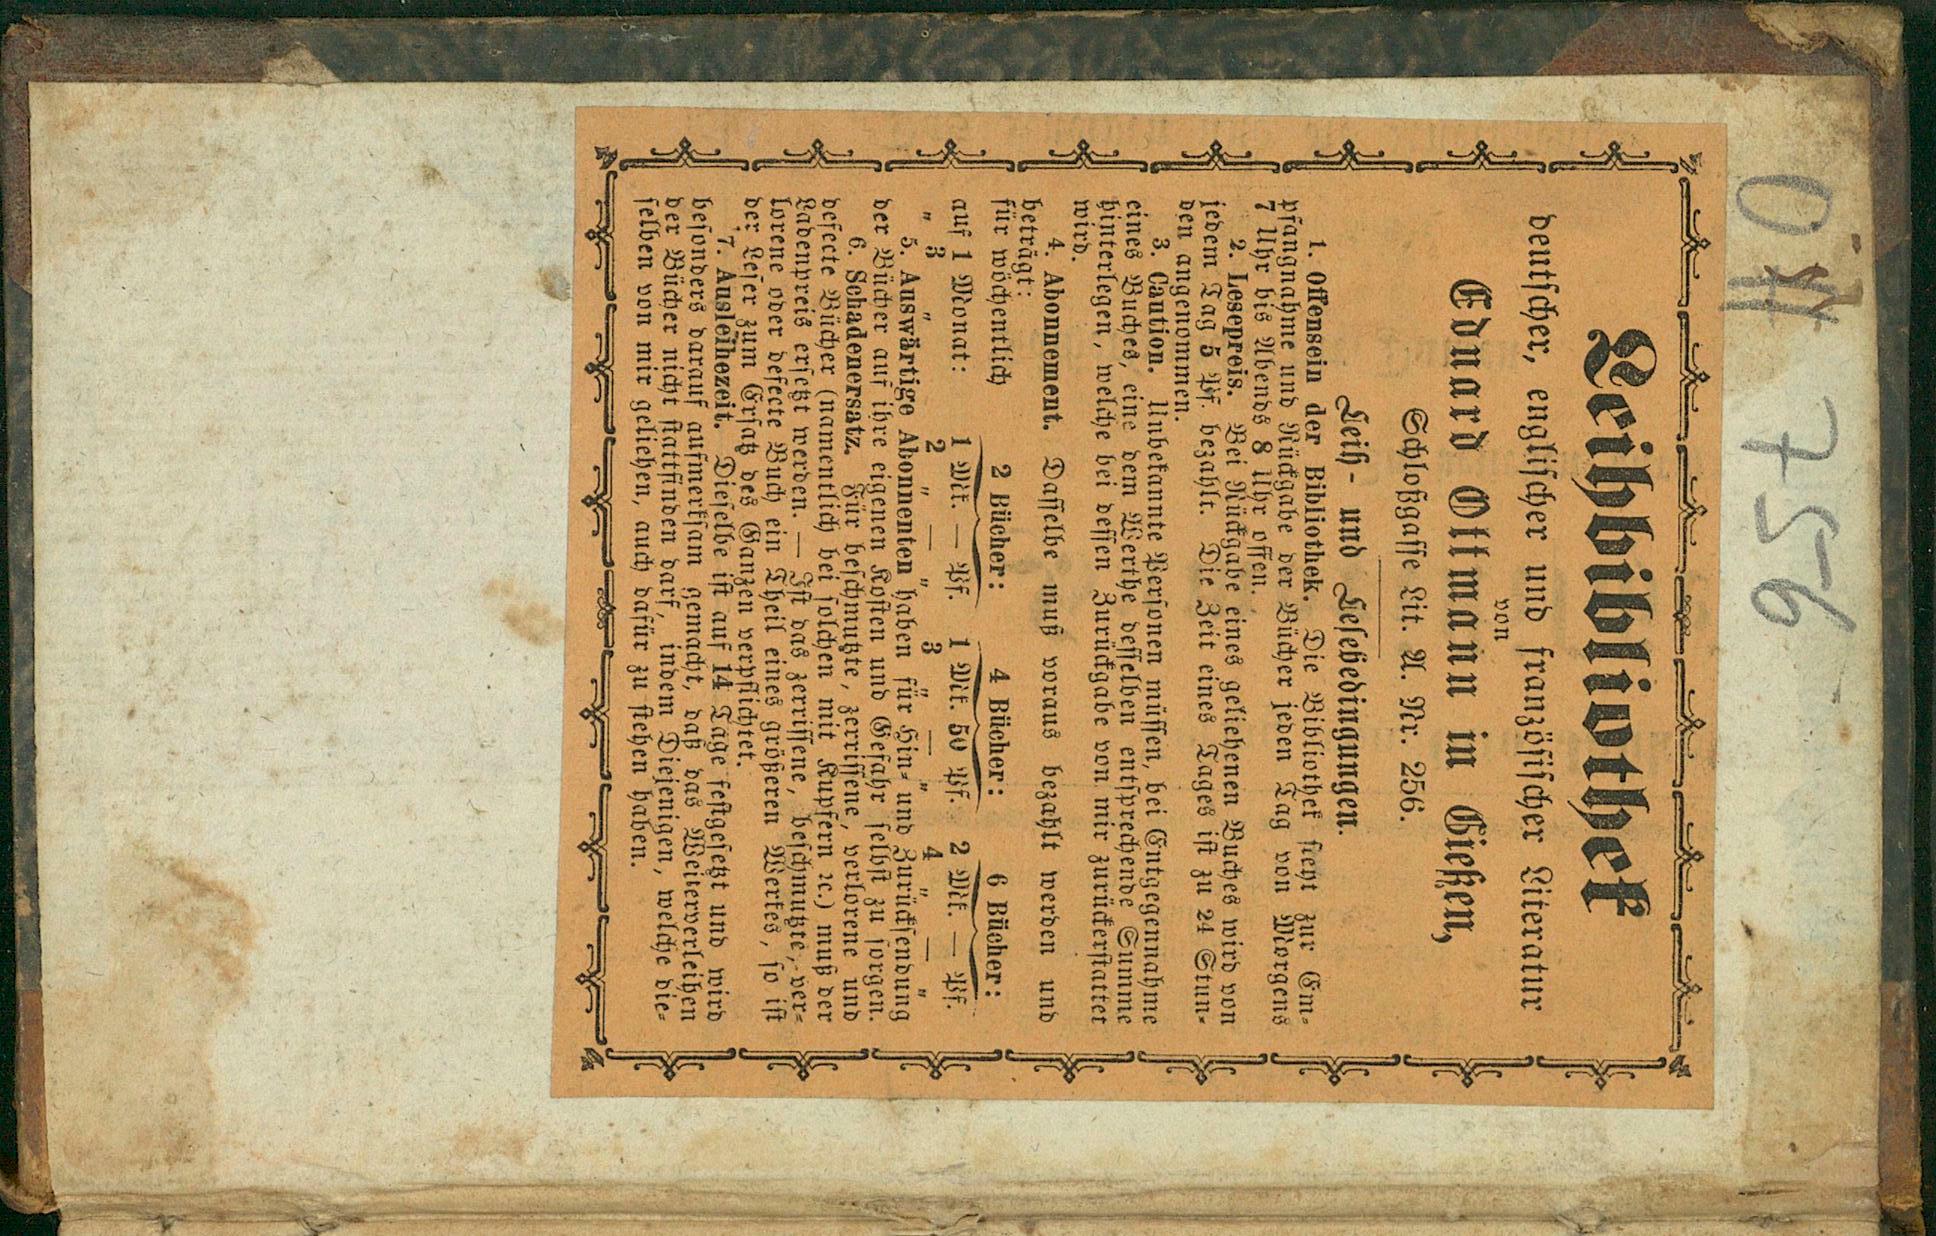 Leihbibliothek
deutscher, englischer und französischer Literatur
von
Eduard Ottmann in Gießen,
Schloßgasse Lit. A. Nr. 256.
Leih- und Lesebedingungen.
1. Offensein der Bibliothek. Die Bibliothek steht zur Em-
pfangnahme und Rückgabe der Bücher jeden Tag von Morgens
7 Uhr bis Abends 8 Uhr offen.
2. Lesepreis. Bei Rückgabe eines geliehenen Buches wird von
jedem Tag 5 Pf. bezahlt. Die Zeit eines Tages ist zu 24 Stun-
den angenommen.
3. Caution. Unbekannte Personen müssen, bei Entgegennahme
eines Buches, eine dem Werthe desselben entsprechende Summe
hinterlegen, welche bei dessen Zurückgabe von mir zurückerstattet
wird.
4. Abonnement. Dasselbe muß voraus bezahlt werden und
beträgt:
für wöchentlich 2 Bücher: 4 Bücher: 6 Bücher:
auf 1 Monat: 1 Mk. — Pf. 1 Mk. 50 Pf. 2 Mk. — Pf.
" 3 " 2 " — " 3 " — " 4 " — "
5. Auswärtige Abonnenten haben für Hin- und Zurücksendung
der Bücher auf ihre eigenen Kosten und Gefahr selbst zu sorgen.
6. Schadenersatz. Für beschmutzte, zerrissene, verlorene und
defecte Bücher (namentlich bei solchen mit Kupfern ꝛc.) muß der
Ladenpreis ersetzt werden. — Ist das zerrissene, beschmutzte, ver-
lorene oder defecte Buch ein Theil eines größeren Werkes, so ist
der Leser zum Ersatz des Ganzen verpflichtet.
7. Ausleihezeit. Dieselbe ist auf 14 Tage festgesetzt und wird
besonders darauf aufmerksam gemacht, daß das Weiterverleihen
der Bücher nicht stattfinden darf, indem Diejenigen, welche die-
selben von mir geliehen, auch dafür zu stehen haben.